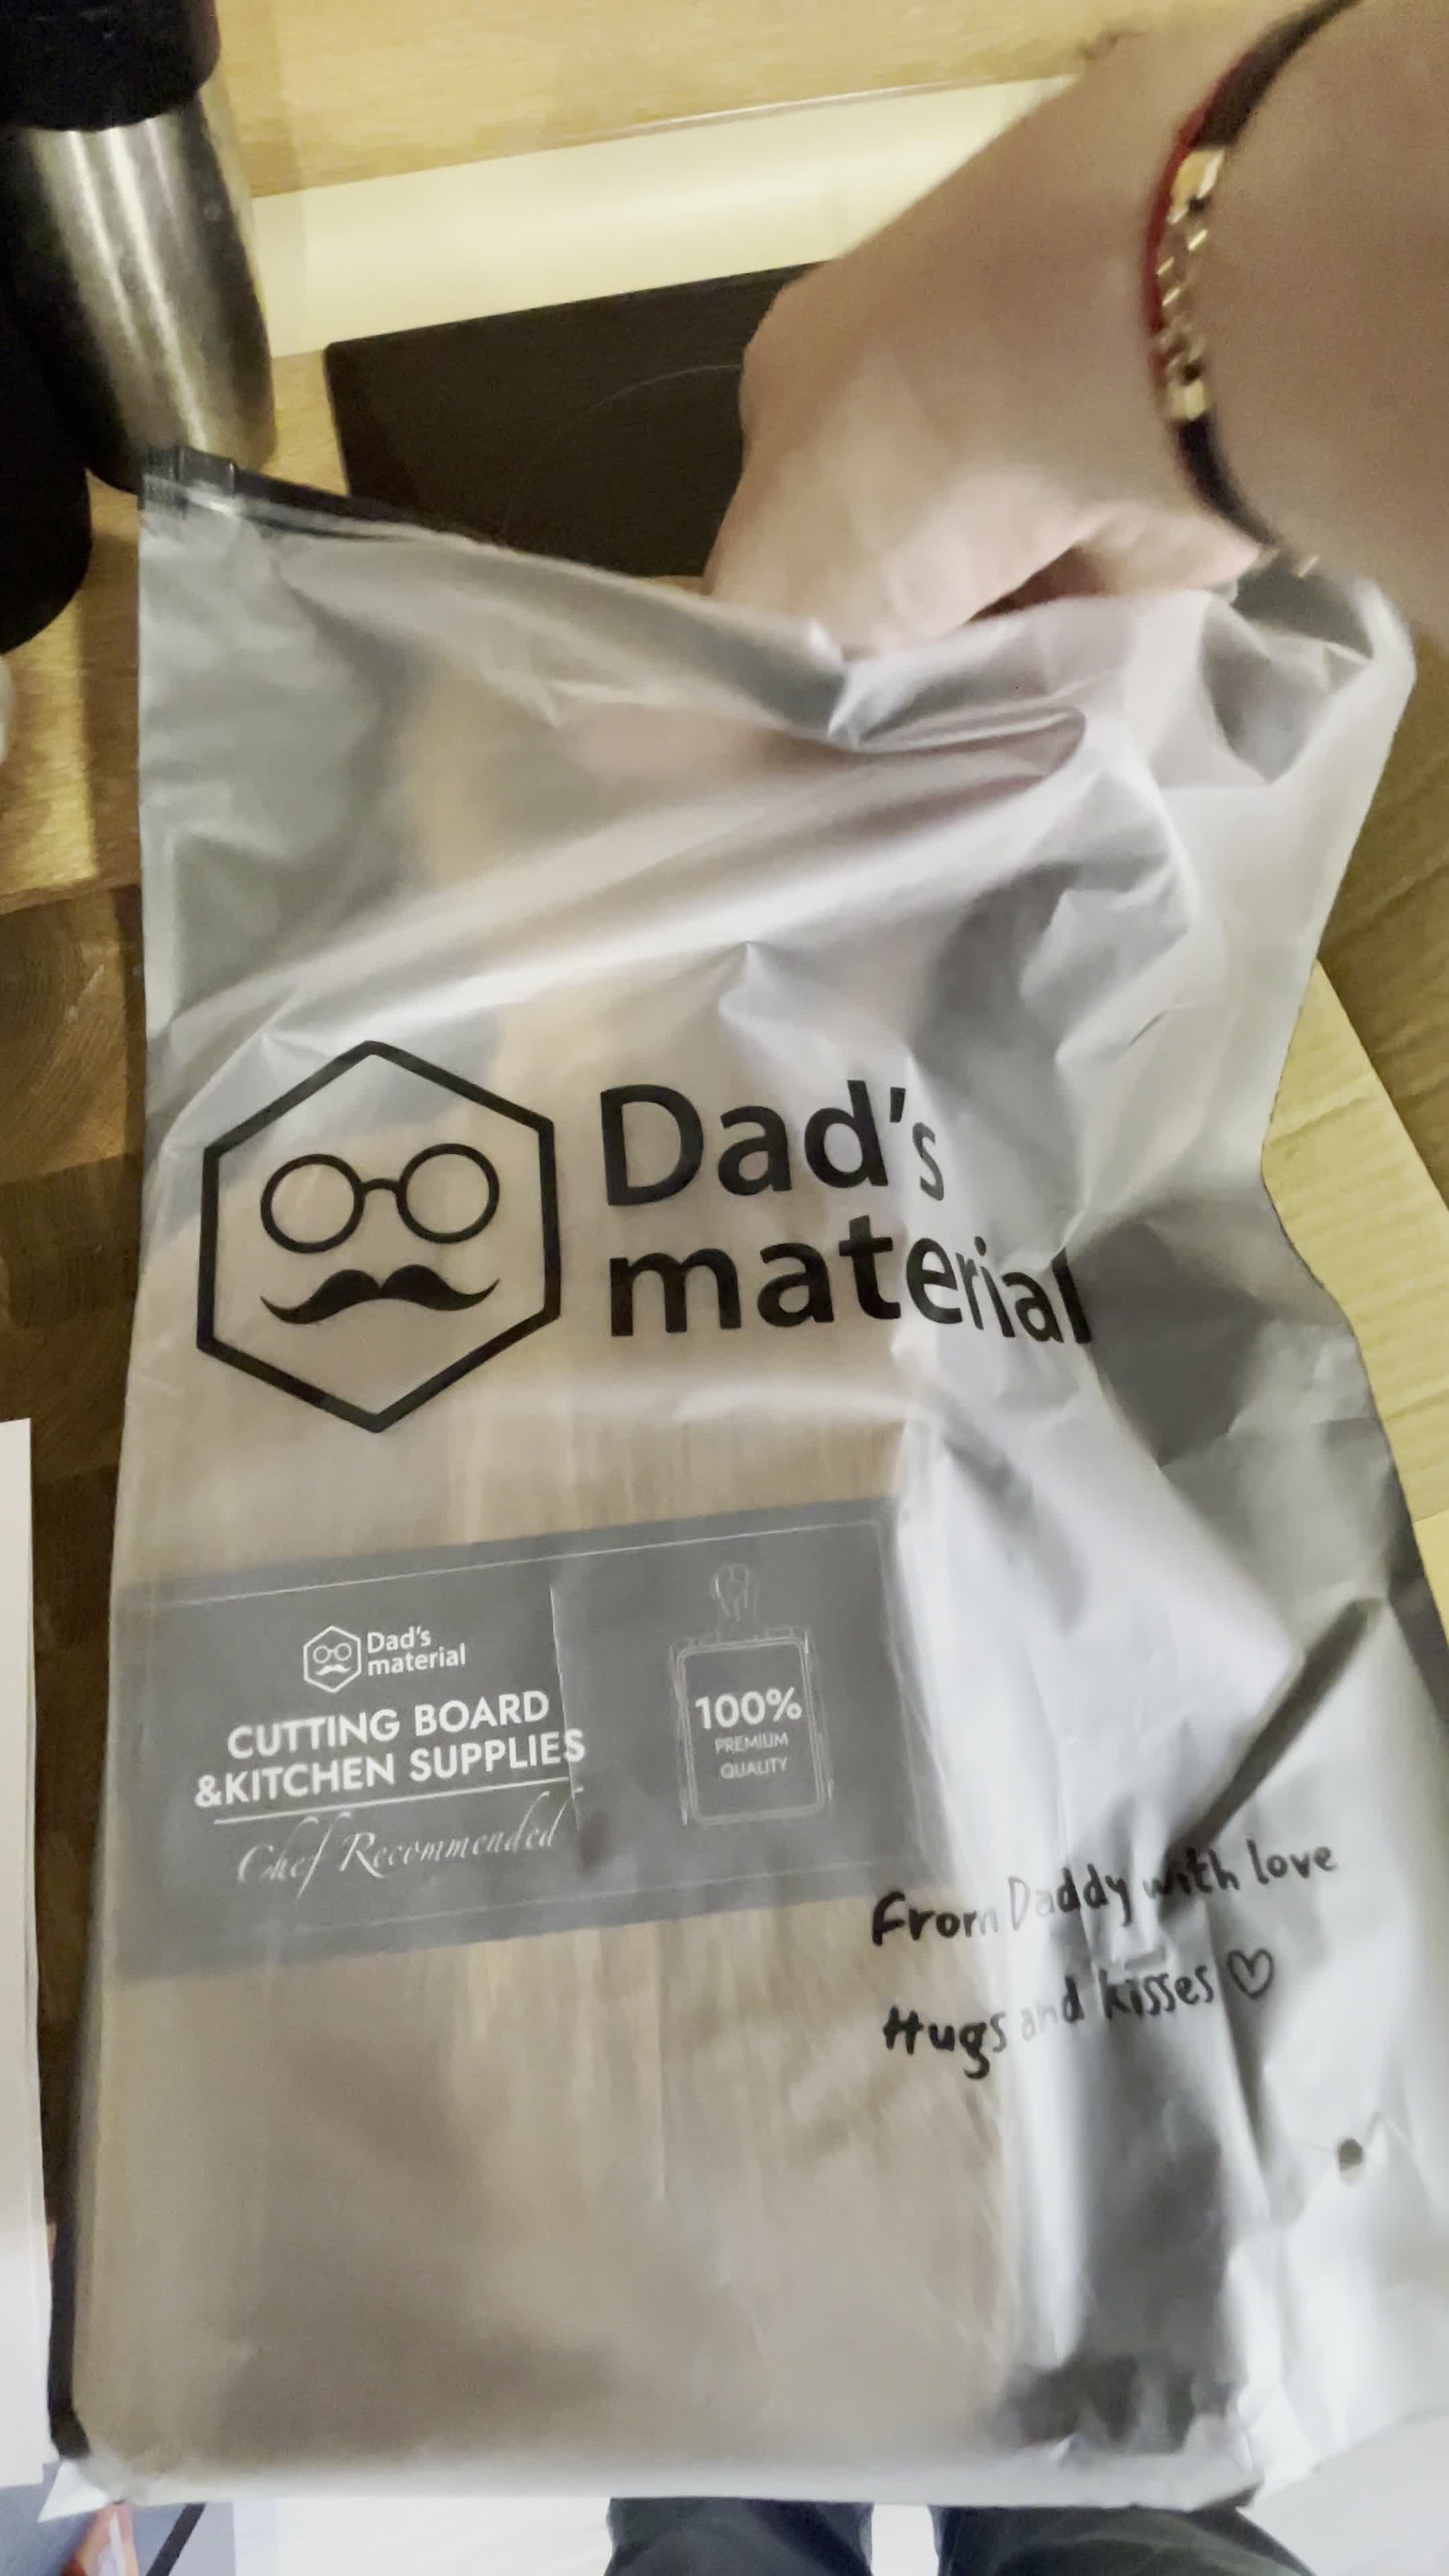 Dad's
material
Dad's
material
CUTTING BOARD
&KITCHEN SUPPLIES
Chef Recommended
100%
PREMIUM
QUALITY
From Daddy with love
Hugs and kisses ♡